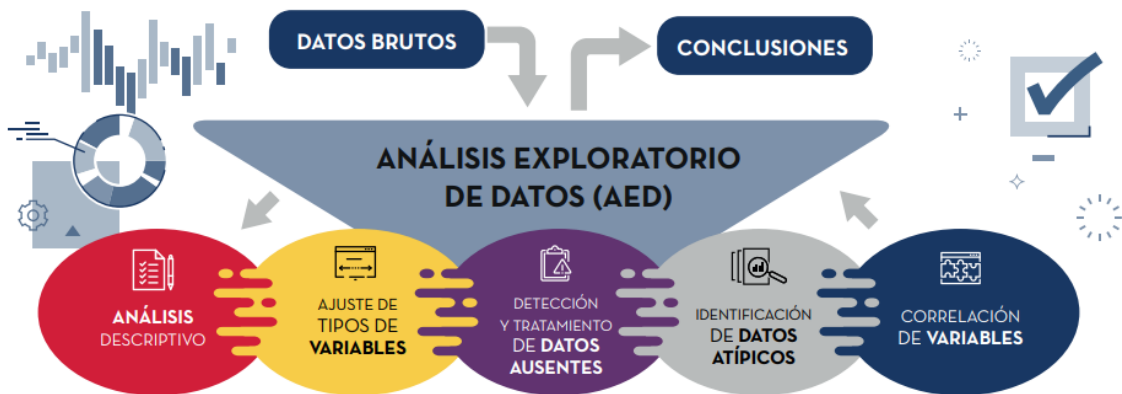 DATOS BRUTOS
CONCLUSIONES
ANÁLISIS EXPLORATORIO
DE DATOS (AED)
ANÁLISIS
DESCRIPTIVO
AJUSTE DE
TIPOS DE
VARIABLES
DETECCIÓN
Y TRATAMIENTO
DE DATOS
AUSENTES
IDENTIFICACIÓN
DE DATOS
ATÍPICOS
CORRELACIÓN
DE VARIABLES